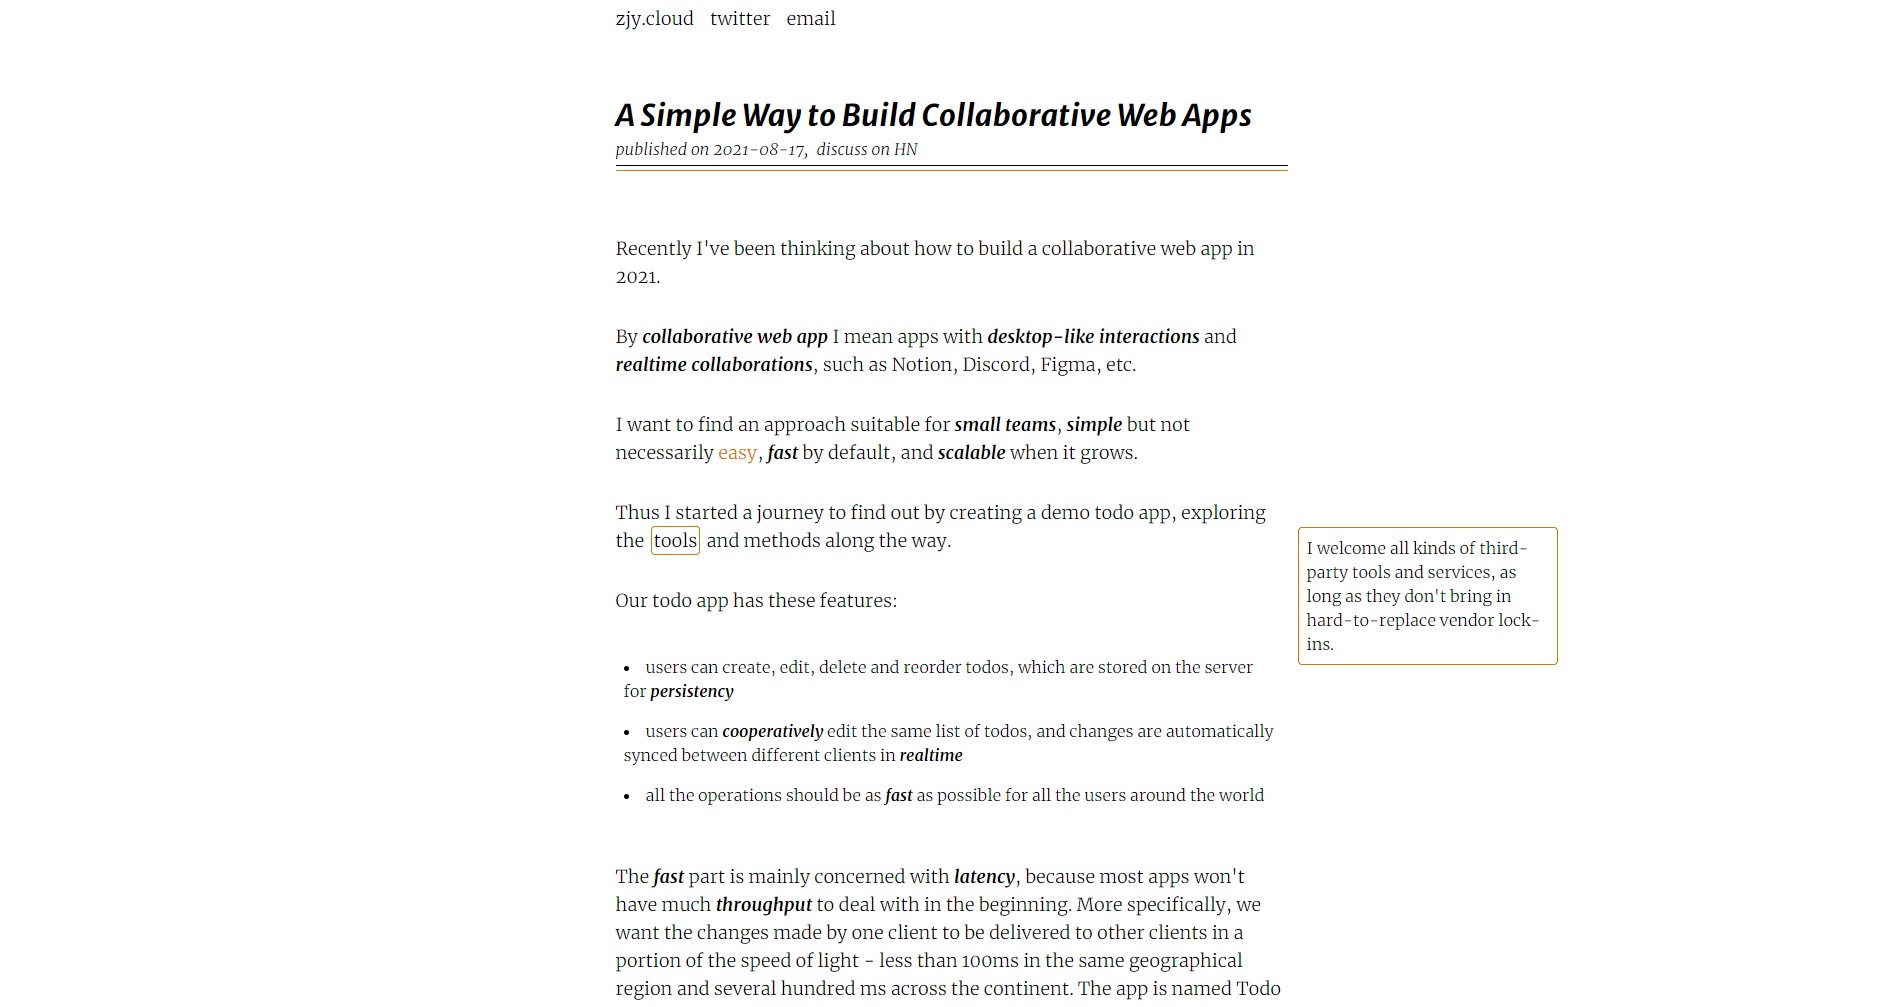 zjy.cloud twitter email
A Simple Way to Build Collaborative Web Apps
published on 2021-08-17, discuss on HN
Recently I've been thinking about how to build a collaborative web app in
2021.
By collaborative web app I mean apps with desktop-like interactions and
realtime collaborations, such as Notion, Discord, Figma, etc.
I want to find an approach suitable for small teams, simple but not
necessarily easy, fast by default, and scalable when it grows.
Thus I started a journey to find out by creating a demo todo app, exploring
the tools and methods along the way.
I welcome all kinds of third-
party tools and services, as
long as they don't bring in
hard-to-replace vendor lock-
ins.
Our todo app has these features:
• users can create, edit, delete and reorder todos, which are stored on the server
for persistency
• users can cooperatively edit the same list of todos, and changes are automatically
synced between different clients in realtime
• all the operations should be as fast as possible for all the users around the world
The fast part is mainly concerned with latency, because most apps won't
have much throughput to deal with in the beginning. More specifically, we
want the changes made by one client to be delivered to other clients in a
portion of the speed of light - less than 100ms in the same geographical
region and several hundred ms across the continent. The app is named Todo